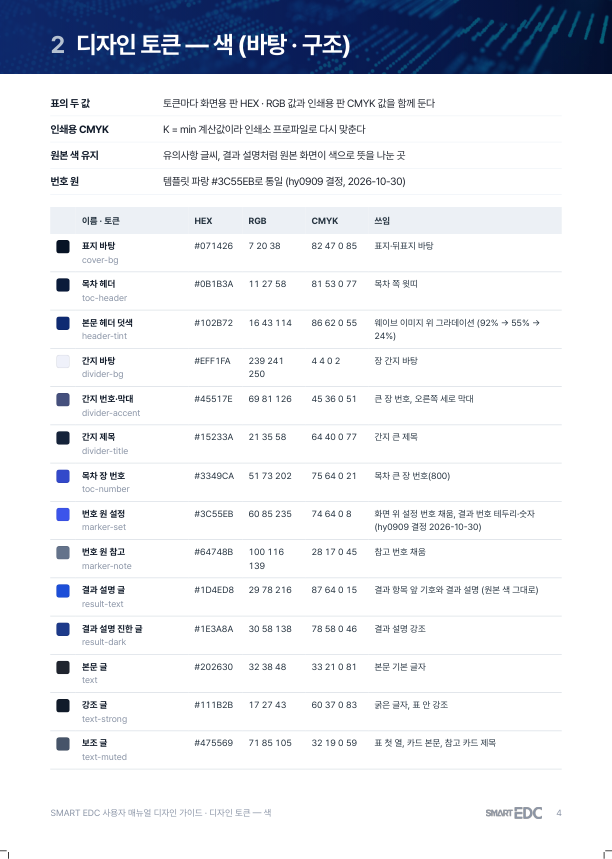 2 디자인 토큰 — 색 (바탕 · 구조)
표의 두 값 토큰마다 화면용 판 HEX · RGB 값과 인쇄용 판 CMYK 값을 함께 둔다
인쇄용 CMYK K = min 계산값이라 인쇄소 프로파일로 다시 맞춘다
원본 색 유지 유의사항 글씨, 결과 설명처럼 원본 화면이 색으로 뜻을 나눈 곳
번호 원 템플릿 파랑 #3C55EB로 통일 (hy0909 결정, 2026-10-30)
이름 · 토큰 HEX RGB CMYK 쓰임
표지 바탕 #071426 7 20 38 82 47 0 85 표지·뒤표지 바탕
cover-bg
목차 헤더 #0B1B3A 11 27 58 81 53 0 77 목차 쪽 윗띠
toc-header
본문 헤더 덧색 #102B72 16 43 114 86 62 0 55 웨이브 이미지 위 그라데이션 (92% → 55% →
header-tint 24%)
간지 바탕 #EFF1FA 239 241 4 4 0 2 장 간지 바탕
divider-bg 250
간지 번호·막대 #45517E 69 81 126 45 36 0 51 큰 장 번호, 오른쪽 세로 막대
divider-accent
간지 제목 #15233A 21 35 58 64 40 0 77 간지 큰 제목
divider-title
목차 장 번호 #3349CA 51 73 202 75 64 0 21 목차 큰 장 번호(800)
toc-number
번호 원 설정 #3C55EB 60 85 235 74 64 0 8 화면 위 설정 번호 채움, 결과 번호 테두리·숫자
marker-set (hy0909 결정 2026-10-30)
번호 원 참고 #64748B 100 116 28 17 0 45 참고 번호 채움
marker-note 139
결과 설명 글 #1D4ED8 29 78 216 87 64 0 15 결과 항목 앞 기호와 결과 설명 (원본 색 그대로)
result-text
결과 설명 진한 글 #1E3A8A 30 58 138 78 58 0 46 결과 설명 강조
result-dark
본문 글 #202630 32 38 48 33 21 0 81 본문 기본 글자
text
강조 글 #111B2B 17 27 43 60 37 0 83 굵은 글자, 표 안 강조
text-strong
보조 글 #475569 71 85 105 32 19 0 59 표 첫 열, 카드 본문, 참고 카드 제목
text-muted
SMART EDC 사용자 매뉴얼 디자인 가이드 · 디자인 토큰 — 색 SMART EDC 4